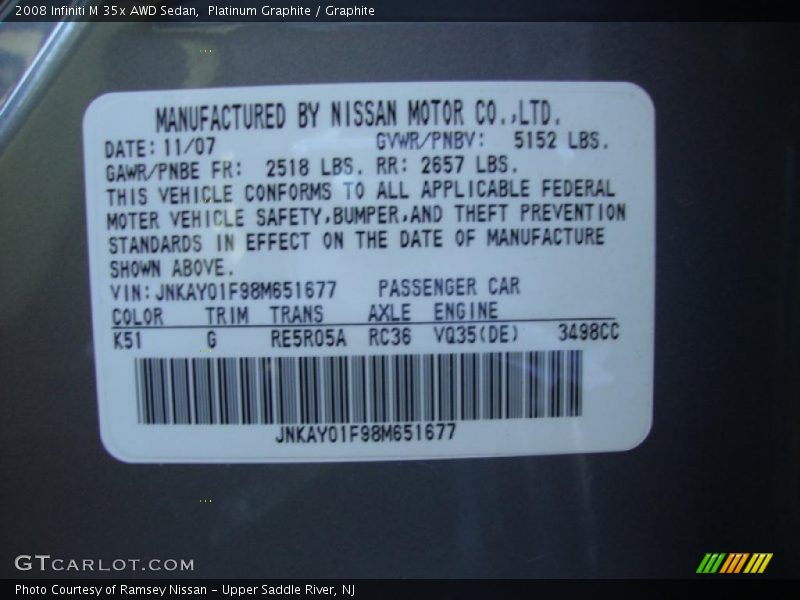 2008 Infiniti M 35x AWD Sedan,  Platinum Graphite / Graphite
MANUFACTURED BY NISSAN MOTOR CO.,LTD.
DATE: 11/07 GVWR/PNBV: 5152 LBS.
GAWR/PNBE FR: 2518 LBS. RR: 2657 LBS.
THIS VEHICLE CONFORMS TO ALL APPLICABLE FEDERAL
MOTER VEHICLE SAFETY,BUMPER,AND THEFT PREVENTION
STANDARDS IN EFFECT ON THE DATE OF MANUFACTURE
SHOWN ABOVE.
VIN: JNKAY01F98M651677 PASSENGER CAR
COLOR TRIM TRANS AXLE ENGINE
K51 G RE5R05A RC36 VQ35(DE) 3498CC
JNKAY01F98M651677
GTCARLOT.COM
Photo Courtesy of Ramsey Nissan - Upper Saddle River, NJ